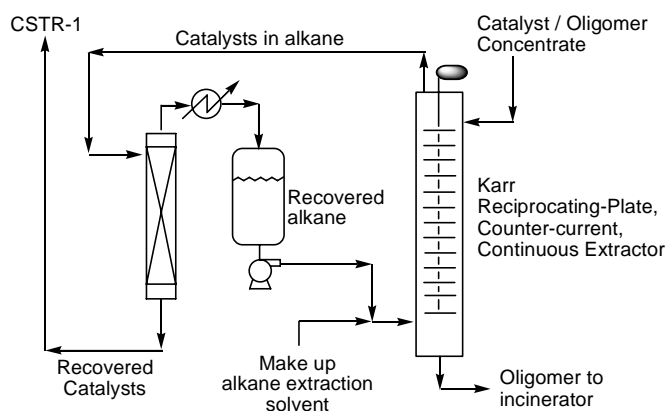 CSTR-1
Catalysts in alkane
Catalyst / Oligomer
Concentrate
Recovered
alkane
Karr
Reciprocating-Plate,
Counter-current,
Continuous Extractor
Recovered
Catalysts
Make up
alkane extraction
solvent
Oligomer to
incinerator